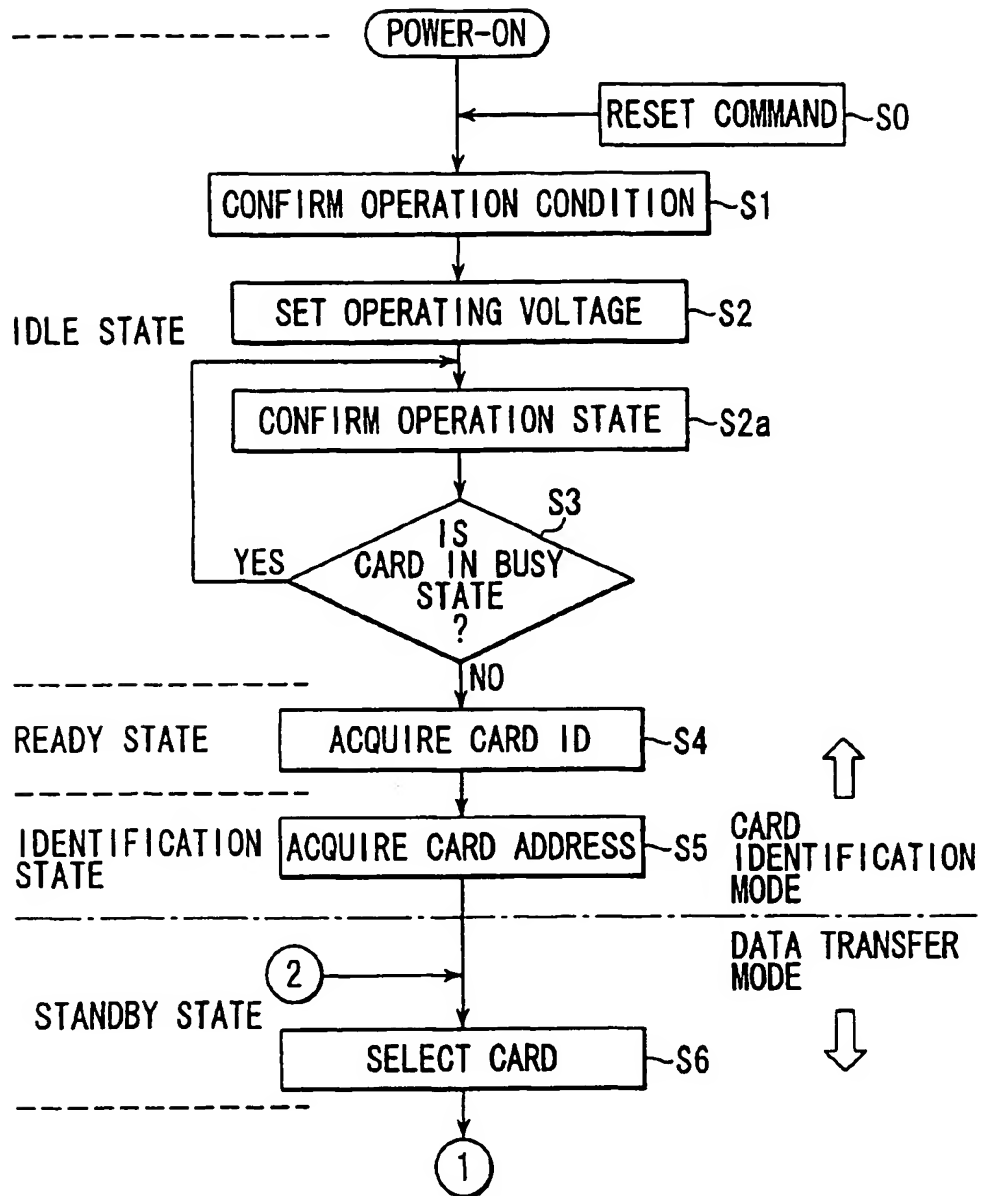 POWER-ON
RESET COMMAND
S0
CONFIRM OPERATION CONDITION
S1
SET OPERATING VOLTAGE
S2
IDLE STATE
CONFIRM OPERATION STATE
S2a
S3
IS
CARD IN BUSY
STATE
?
YES
NO
READY STATE
ACQUIRE CARD ID
S4
IDENTIFICATION
STATE
ACQUIRE CARD ADDRESS
S5
CARD
IDENTIFICATION
MODE
DATA TRANSFER
MODE
2
STANDBY STATE
SELECT CARD
S6
1